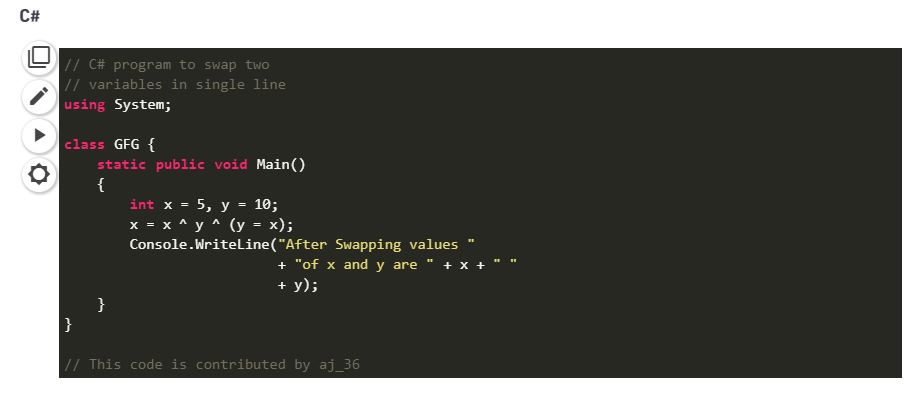 C#
// C# program to swap two
// variables in single line
using System;
class GFG {
    static public void Main()
    {
        int x = 5, y = 10;
        x = x ^ y ^ (y = x);
        Console.WriteLine("After Swapping values "
                          + "of x and y are " + x + " "
                          + y);
    }
}
// This code is contributed by aj_36